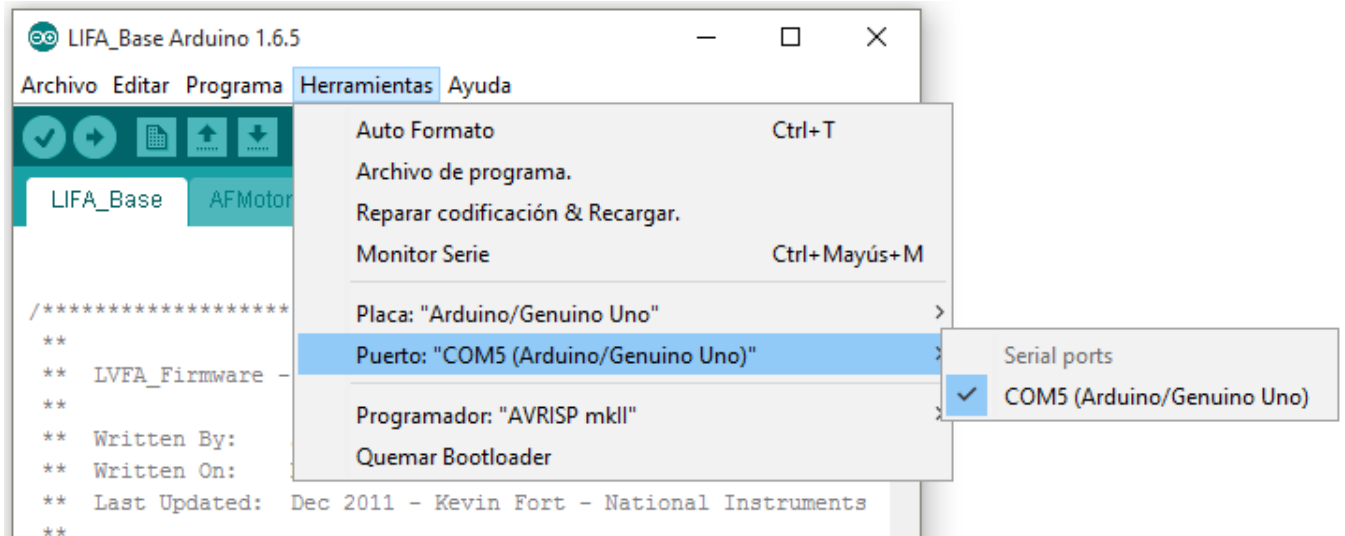 LIFA_Base Arduino 1.6.5
Archivo Editar Programa Herramientas Ayuda
Auto Formato Ctrl+T
Archivo de programa.
LIFA_Base AFMotor
Reparar codificación & Recargar.
Monitor Serie Ctrl+Mayús+M
/********************
Placa: "Arduino/Genuino Uno"
**
Puerto: "COM5 (Arduino/Genuino Uno)"
Serial ports
** LVFA_Firmware -
COM5 (Arduino/Genuino Uno)
**
Programador: "AVRISP mkII"
** Written By:
Quemar Bootloader
** Written On:
** Last Updated: Dec 2011 - Kevin Fort - National Instruments
**